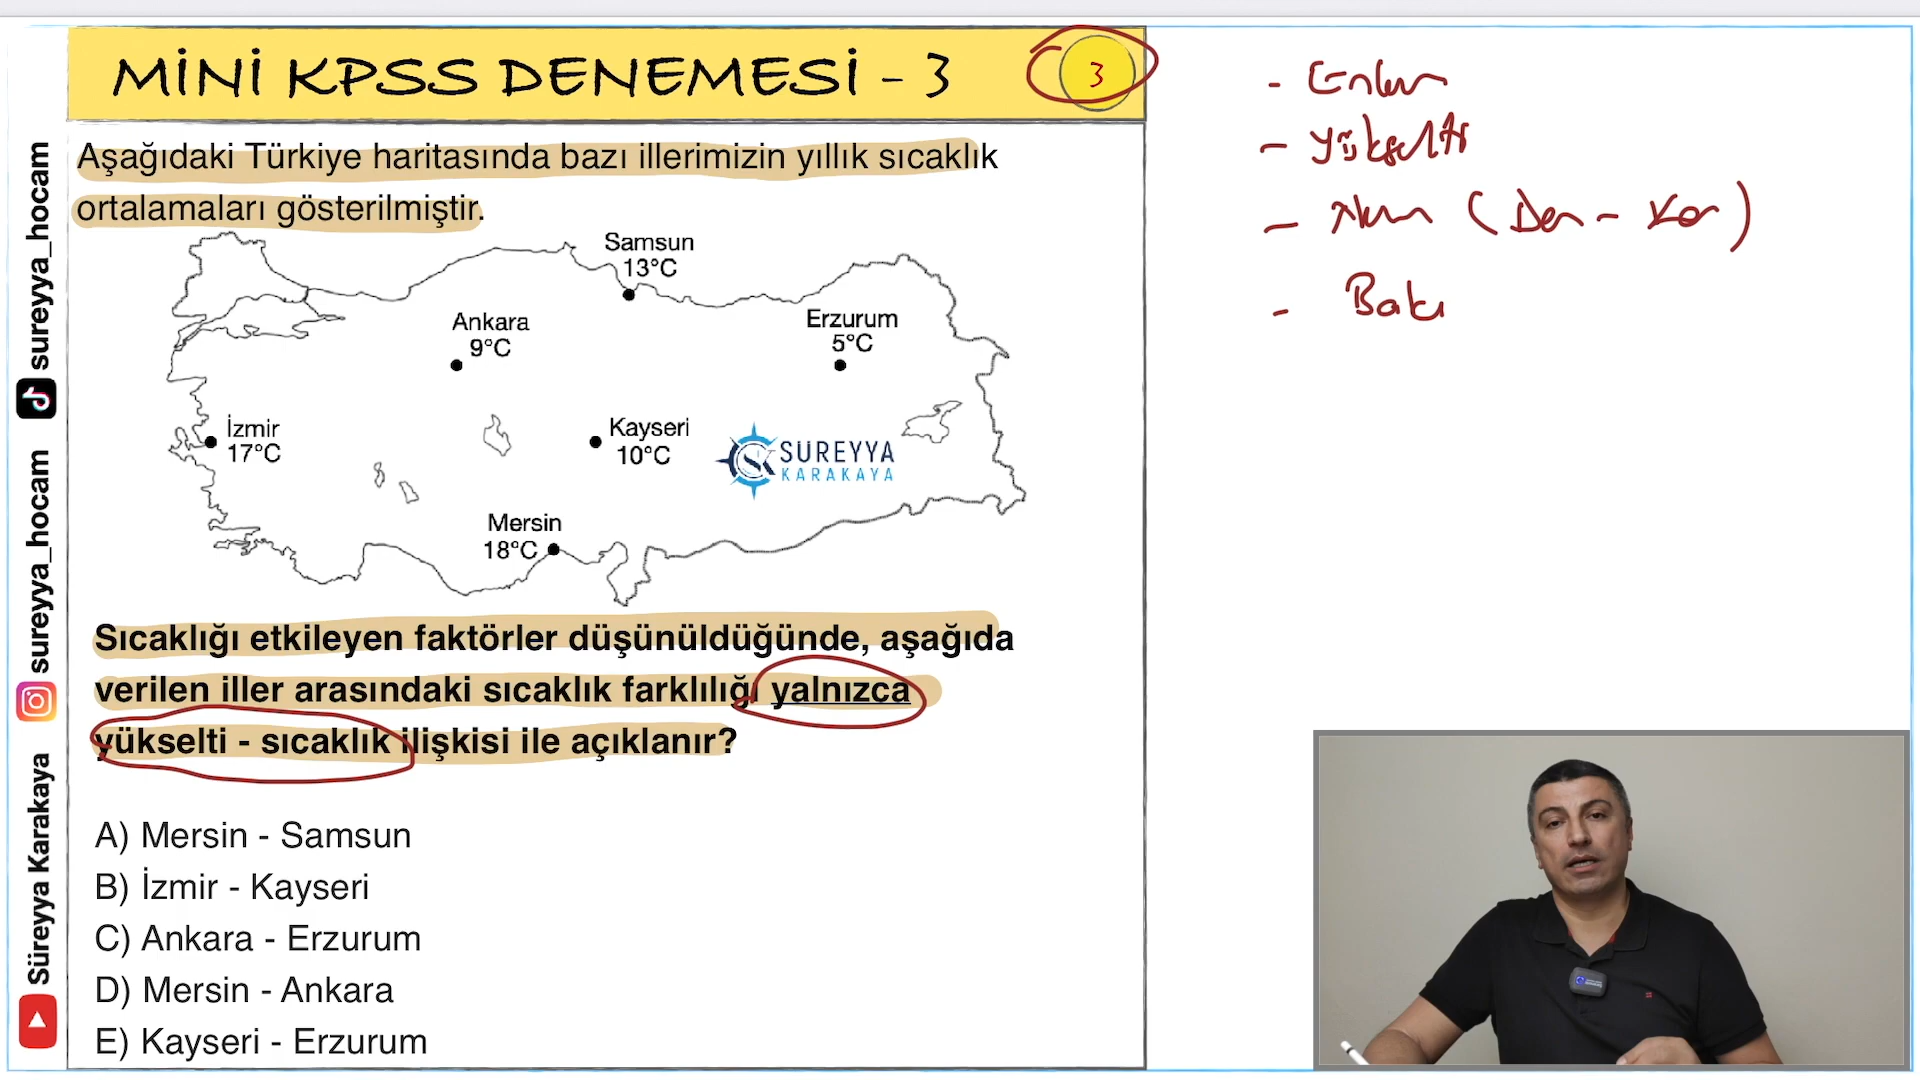 MİNİ KPSS DENEMESİ - 3
3
Aşağıdaki Türkiye haritasında bazı illerimizin yıllık sıcaklık
ortalamaları gösterilmiştir.
Samsun
13°C
Ankara
9°C
Erzurum
5°C
İzmir
17°C
Kayseri
10°C
SÜREYYA
KARAKAYA
Mersin
18°C
Sıcaklığı etkileyen faktörler düşünüldüğünde, aşağıda
verilen iller arasındaki sıcaklık farklılığı yalnızca
yükselti - sıcaklık ilişkisi ile açıklanır?
A) Mersin - Samsun
B) İzmir - Kayseri
C) Ankara - Erzurum
D) Mersin - Ankara
E) Kayseri - Erzurum
- Enlem
- Yükselti
- Nem (Den - Kar)
- Bakı
sureyya_hocam
sureyya_hocam
Süreyya Karakaya